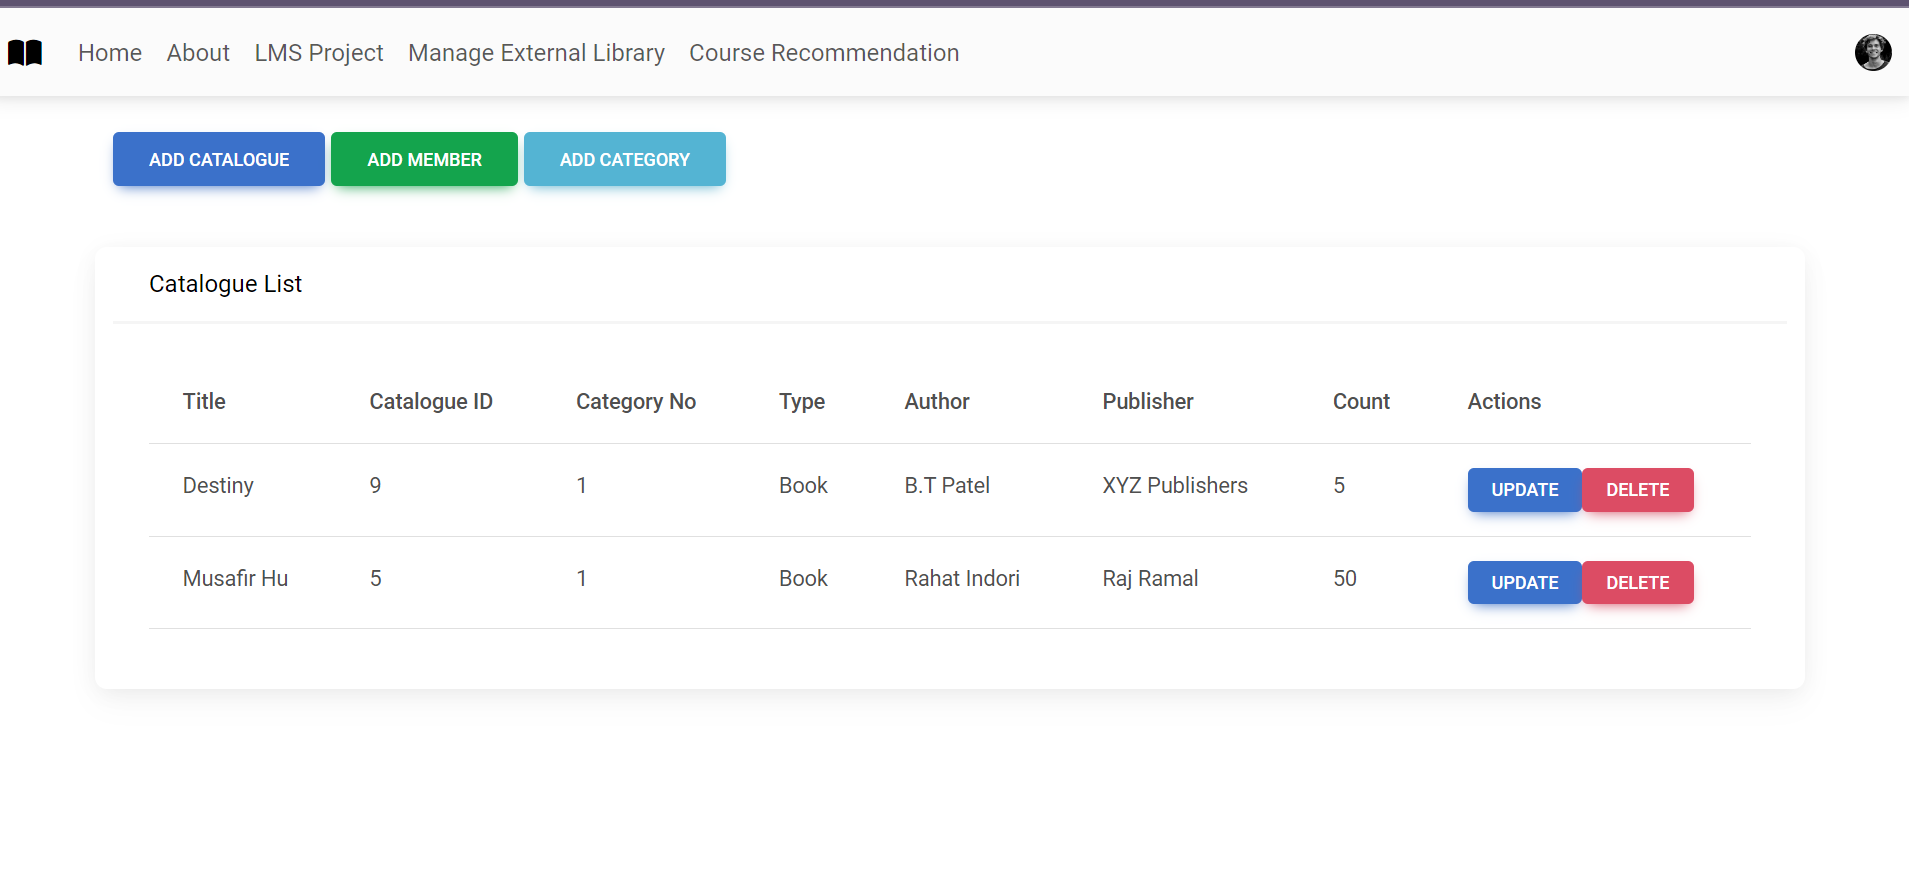 Home About LMS Project Manage External Library Course Recommendation
ADD CATALOGUE ADD MEMBER ADD CATEGORY
Catalogue List
Title Catalogue ID Category No Type Author Publisher Count Actions
Destiny 9 1 Book B.T Patel XYZ Publishers 5 UPDATE DELETE
Musafir Hu 5 1 Book Rahat Indori Raj Ramal 50 UPDATE DELETE